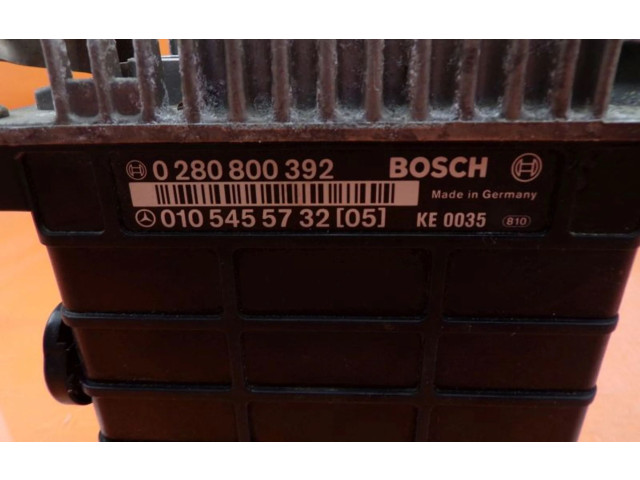 0 280 800 392 BOSCH
Made in Germany
010 545 57 32 [05] KE 0035 B10